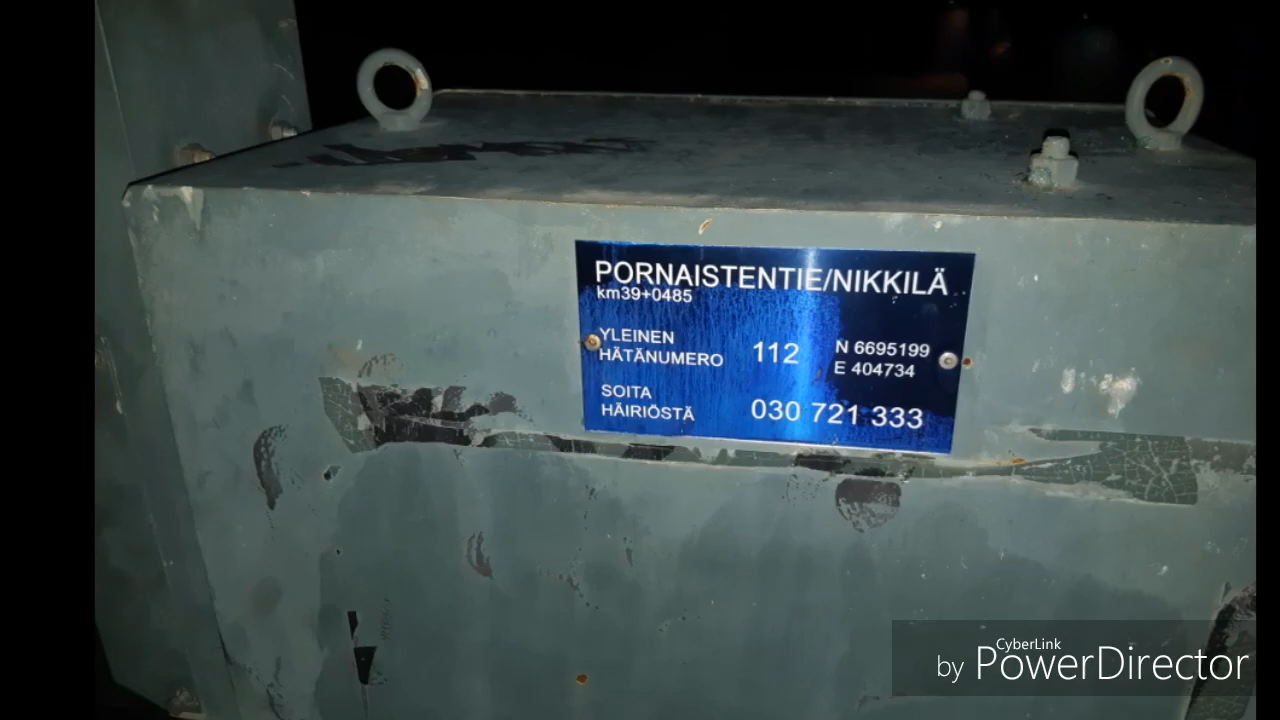 PORNAISTENTIE/NIKKILÄ
km39+0485
YLEINEN
HÄTÄNUMERO
112
N 6695199
E 404734
SOITA
HÄIRIÖSTÄ
030 721 333
CyberLink
by PowerDirector